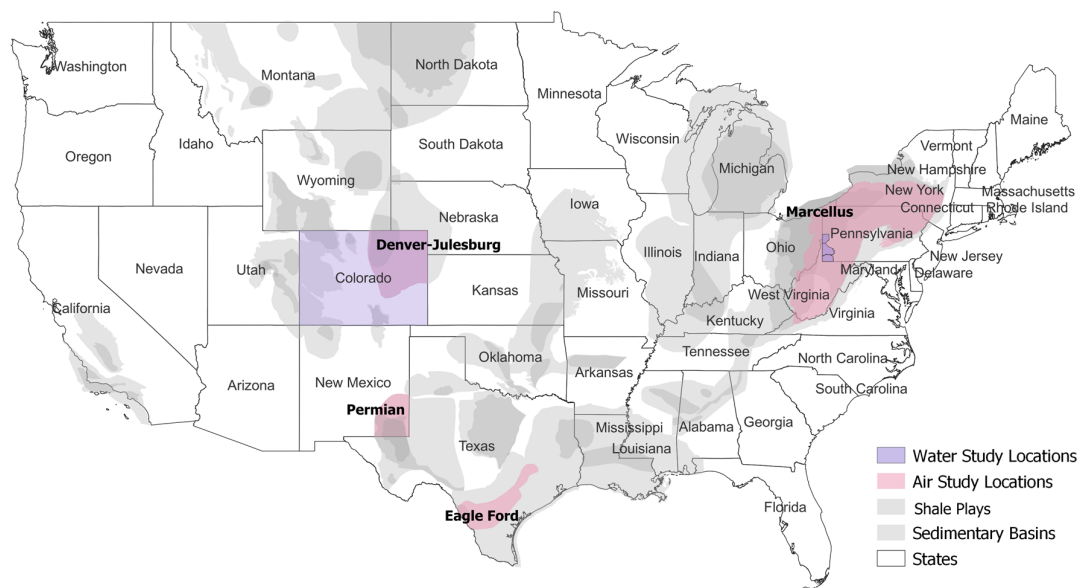 Washington
Montana
North Dakota
Minnesota
Maine
Oregon
Idaho
South Dakota
Wisconsin
Vermont
Michigan
New Hampshire
Wyoming
New York
Massachusetts
Nebraska
Iowa
Marcellus
Connecticut
Rhode Island
Denver-Julesburg
Pennsylvania
Nevada
Utah
Colorado
Kansas
Missouri
Illinois
Indiana
Ohio
New Jersey
Maryland
Delaware
West Virginia
California
Kentucky
Virginia
Oklahoma
Tennessee
North Carolina
Arizona
New Mexico
Arkansas
South Carolina
Permian
Texas
Mississippi
Alabama
Georgia
Louisiana
Eagle Ford
Florida
Water Study Locations
Air Study Locations
Shale Plays
Sedimentary Basins
States